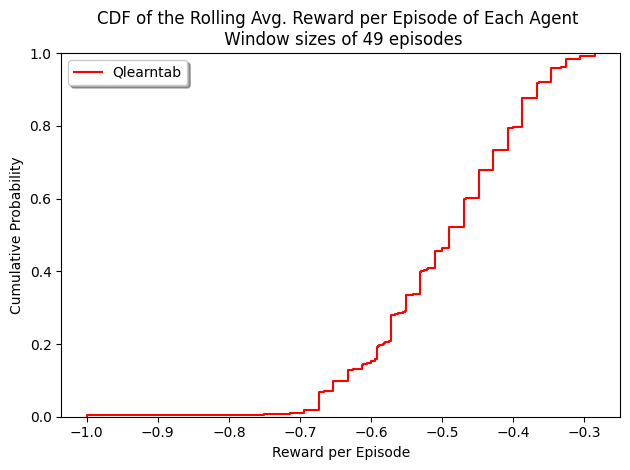 CDF of the Rolling Avg. Reward per Episode of Each Agent
Window sizes of 49 episodes
Qlearntab
1.0
0.8
0.6
0.4
0.2
0.0
Cumulative Probability
−1.0 −0.9 −0.8 −0.7 −0.6 −0.5 −0.4 −0.3
Reward per Episode